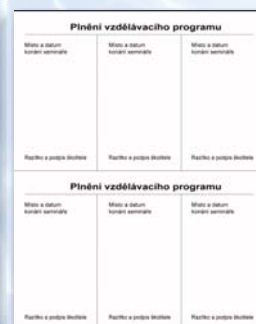 Plnění vzdělávacího programu
Místo a datum Místo a datum Místo a datum
konání semináře konání semináře konání semináře
Razítko a podpis školitele Razítko a podpis školitele Razítko a podpis školitele
Plnění vzdělávacího programu
Místo a datum Místo a datum Místo a datum
konání semináře konání semináře konání semináře
Razítko a podpis školitele Razítko a podpis školitele Razítko a podpis školitele